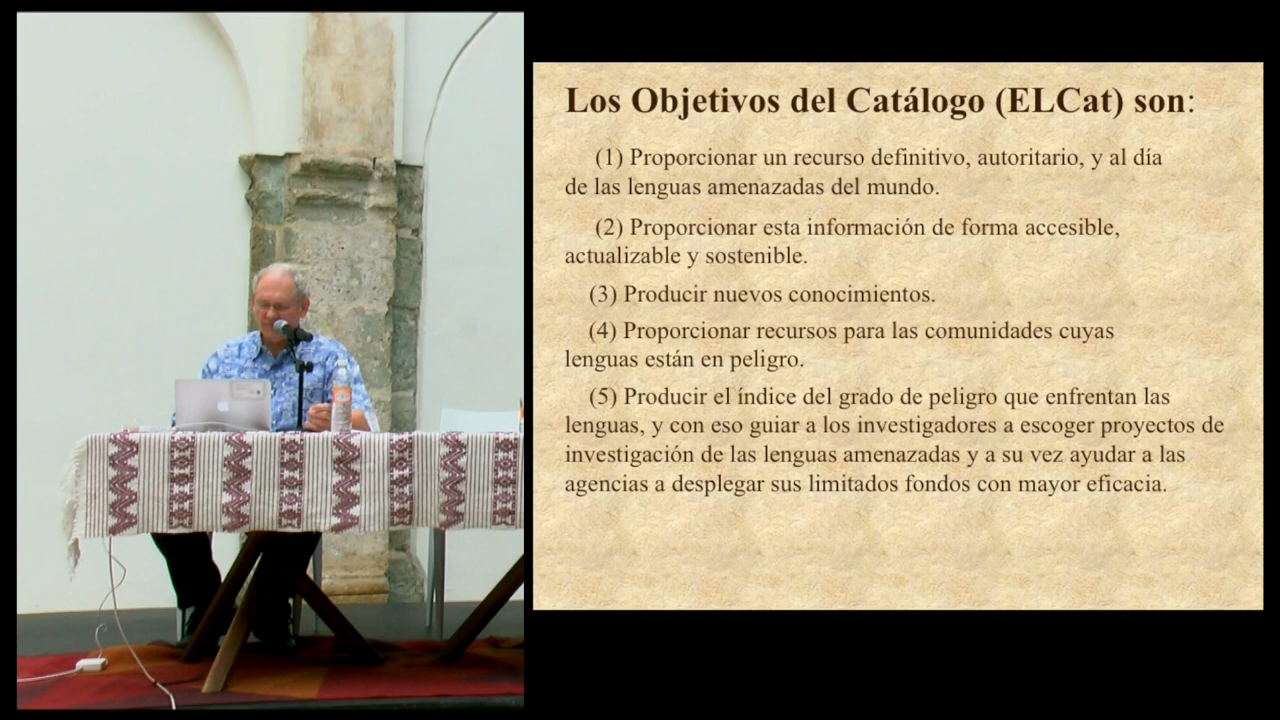 Los Objetivos del Catálogo (ELCat) son:
(1) Proporcionar un recurso definitivo, autoritario, y al día
de las lenguas amenazadas del mundo.
(2) Proporcionar esta información de forma accesible,
actualizable y sostenible.
(3) Producir nuevos conocimientos.
(4) Proporcionar recursos para las comunidades cuyas
lenguas están en peligro.
(5) Producir el índice del grado de peligro que enfrentan las
lenguas, y con eso guiar a los investigadores a escoger proyectos de
investigación de las lenguas amenazadas y a su vez ayudar a las
agencias a desplegar sus limitados fondos con mayor eficacia.